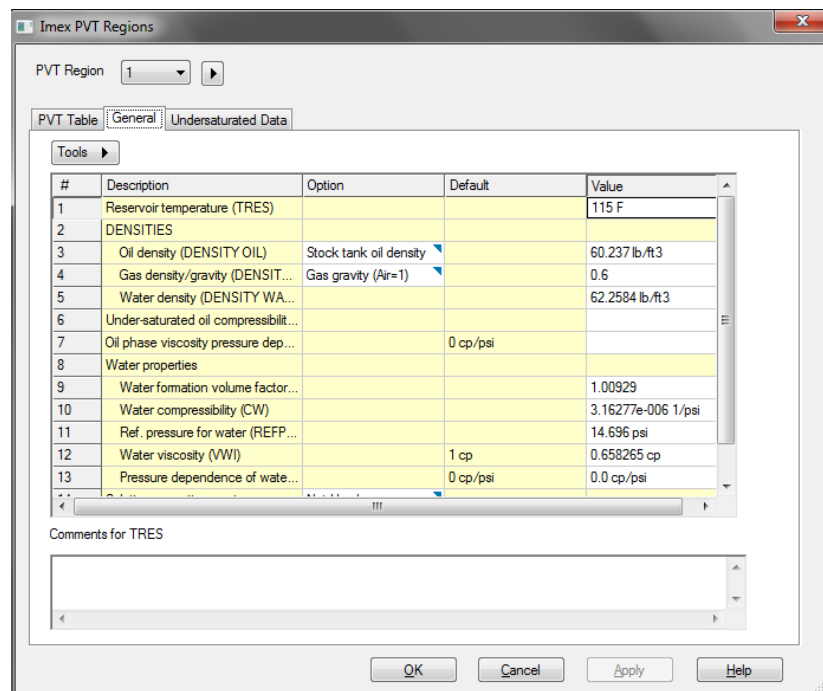 Imex PVT Regions
x
PVT Region 1
PVT Table General Undersaturated Data
Tools
# Description Option Default Value
1 Reservoir temperature (TRES) 115 F
2 DENSITIES
3 Oil density (DENSITY OIL) Stock tank oil density 60.237 lb/ft3
4 Gas density/gravity (DENSIT... Gas gravity (Air=1) 0.6
5 Water density (DENSITY WA... 62.2584 lb/ft3
6 Under-saturated oil compressibilit...
7 Oil phase viscosity pressure dep... 0 cp/psi
8 Water properties
9 Water formation volume factor... 1.00929
10 Water compressibility (CW) 3.16277e-006 1/psi
11 Ref. pressure for water (REFP... 14.696 psi
12 Water viscosity (VWI) 1 cp 0.658265 cp
13 Pressure dependence of wate... 0 cp/psi 0.0 cp/psi
Comments for TRES
OK Cancel Apply Help